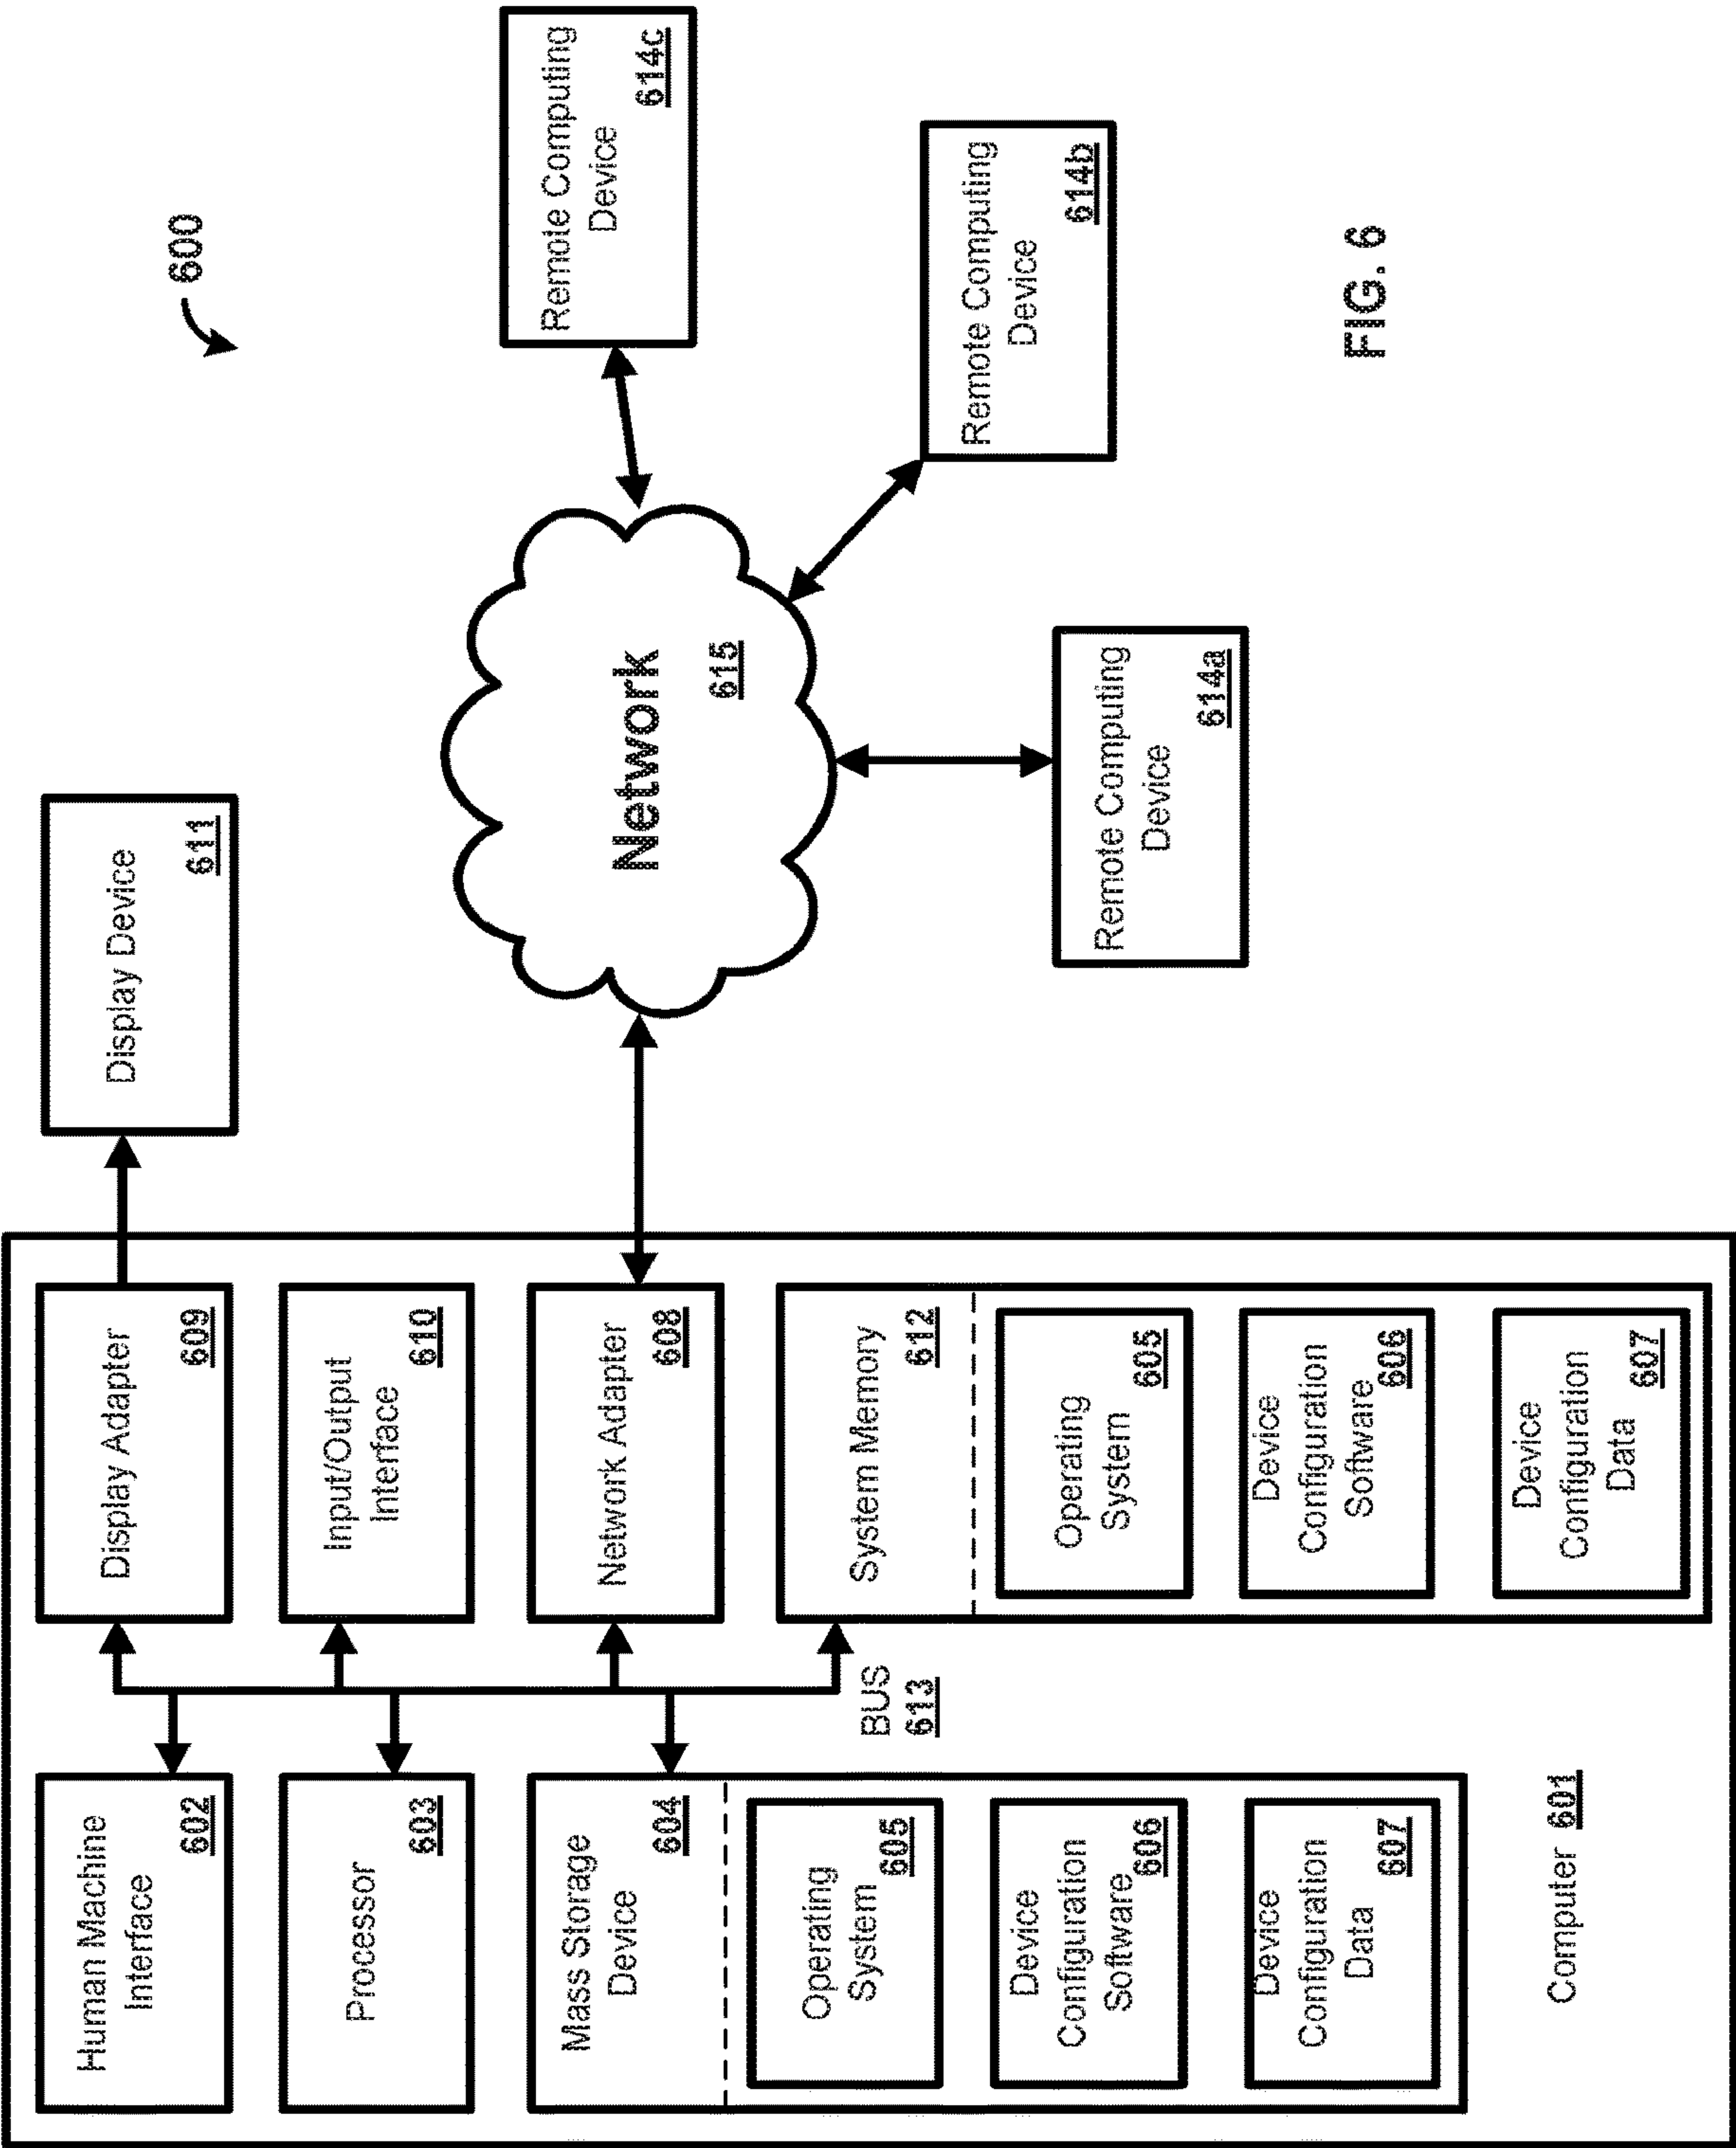 600
Human Machine
Interface
602
Processor
603
Mass Storage
Device
604
Operating
System
605
Device
Configuration
Software
606
Device
Configuration
Data
607
Computer 601
BUS
613
Display Adapter
609
Input/Output
Interface
610
Network Adapter
608
System Memory
612
Operating
System
605
Device
Configuration
Software
606
Device
Configuration
Data
607
Display Device
611
Network
615
Remote Computing
Device
614a
Remote Computing
Device
614b
Remote Computing
Device
614c
FIG. 6